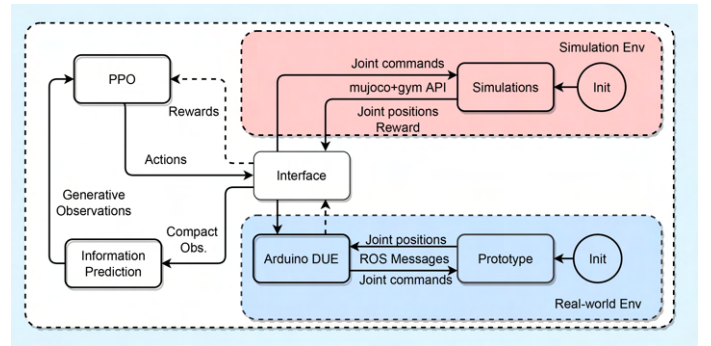 Simulation Env
PPO
Joint commands
mujoco+gym API
Simulations
Init
Rewards
Joint positions
Reward
Actions
Interface
Generative
Observations
Compact
Obs.
Information
Prediction
Arduino DUE
Joint positions
ROS Messages
Joint commands
Prototype
Init
Real-world Env